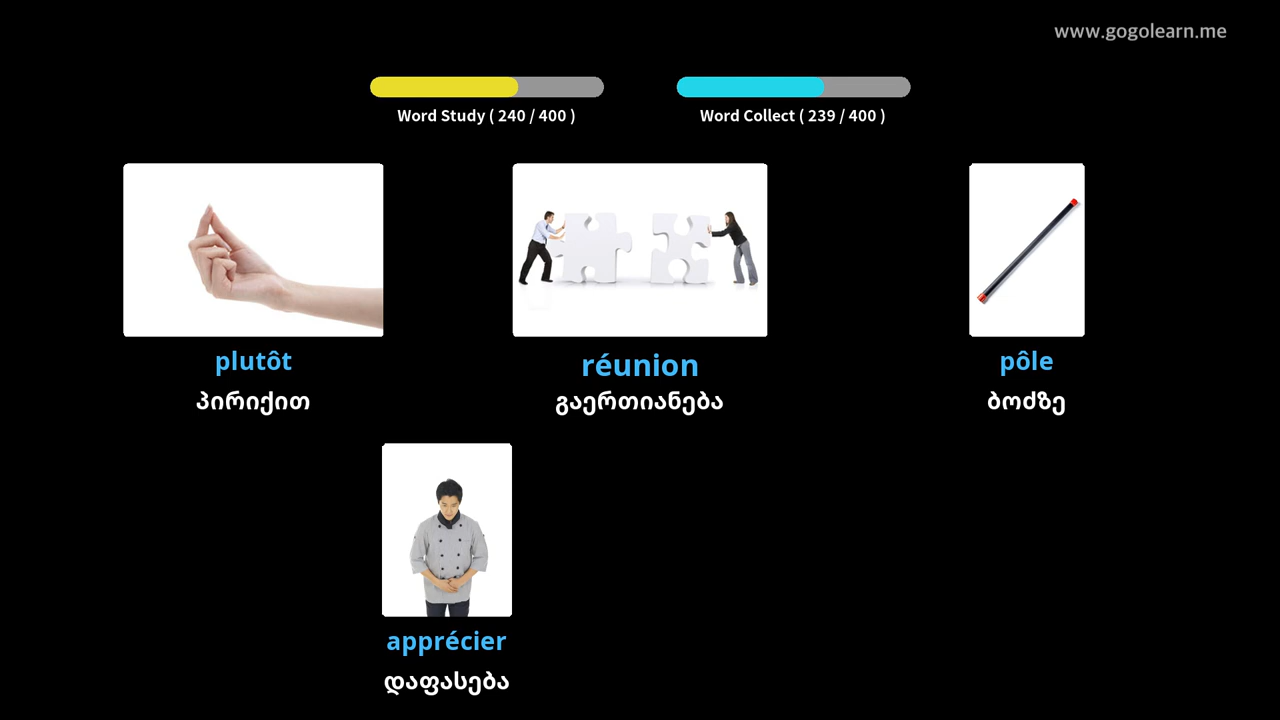 www.gogolearn.me
Word Study ( 240 / 400 )
Word Collect ( 239 / 400 )
plutôt
პირიქით
réunion
გაერთიანება
pôle
ბოძზე
apprécier
დაფასება